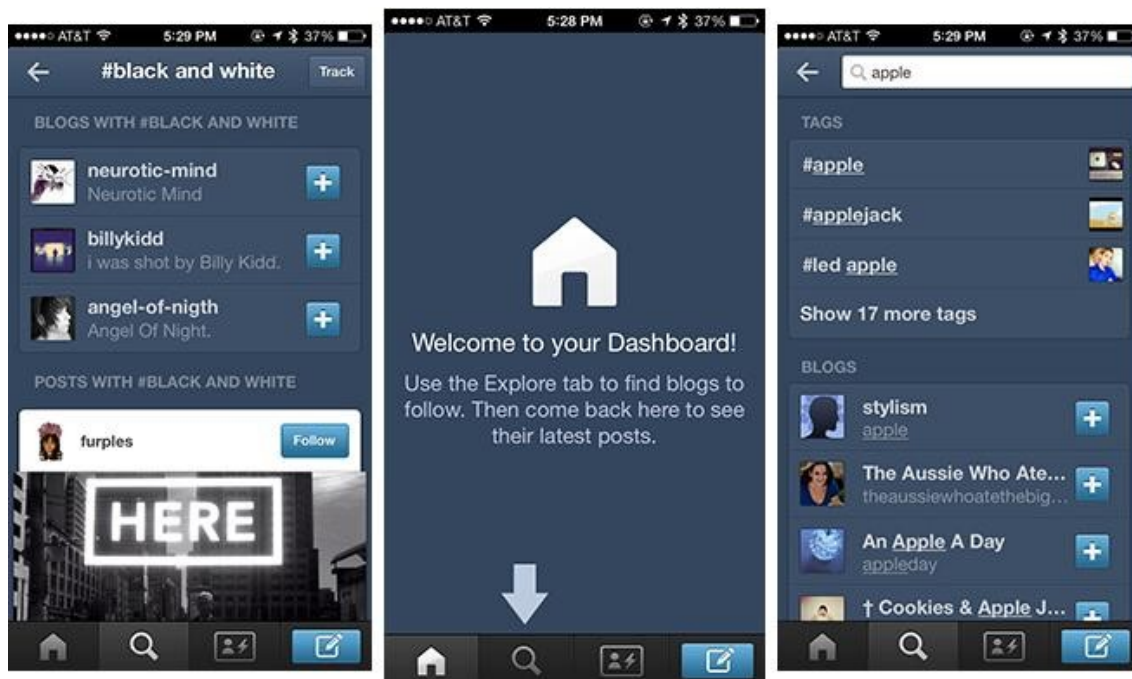 AT&T 5:29 PM 37%
#black and white Track
BLOGS WITH #BLACK AND WHITE
neurotic-mind
Neurotic Mind
billykidd
i was shot by Billy Kidd.
angel-of-nigth
Angel Of Night.
POSTS WITH #BLACK AND WHITE
furples Follow
HERE
AT&T 5:28 PM 37%
Welcome to your Dashboard!
Use the Explore tab to find blogs to
follow. Then come back here to see
their latest posts.
AT&T 5:29 PM 37%
apple
TAGS
#apple
#applejack
#led apple
Show 17 more tags
BLOGS
stylism
apple
The Aussie Who Ate...
theaussiewhoatethebig...
An Apple A Day
appleday
† Cookies & Apple J...